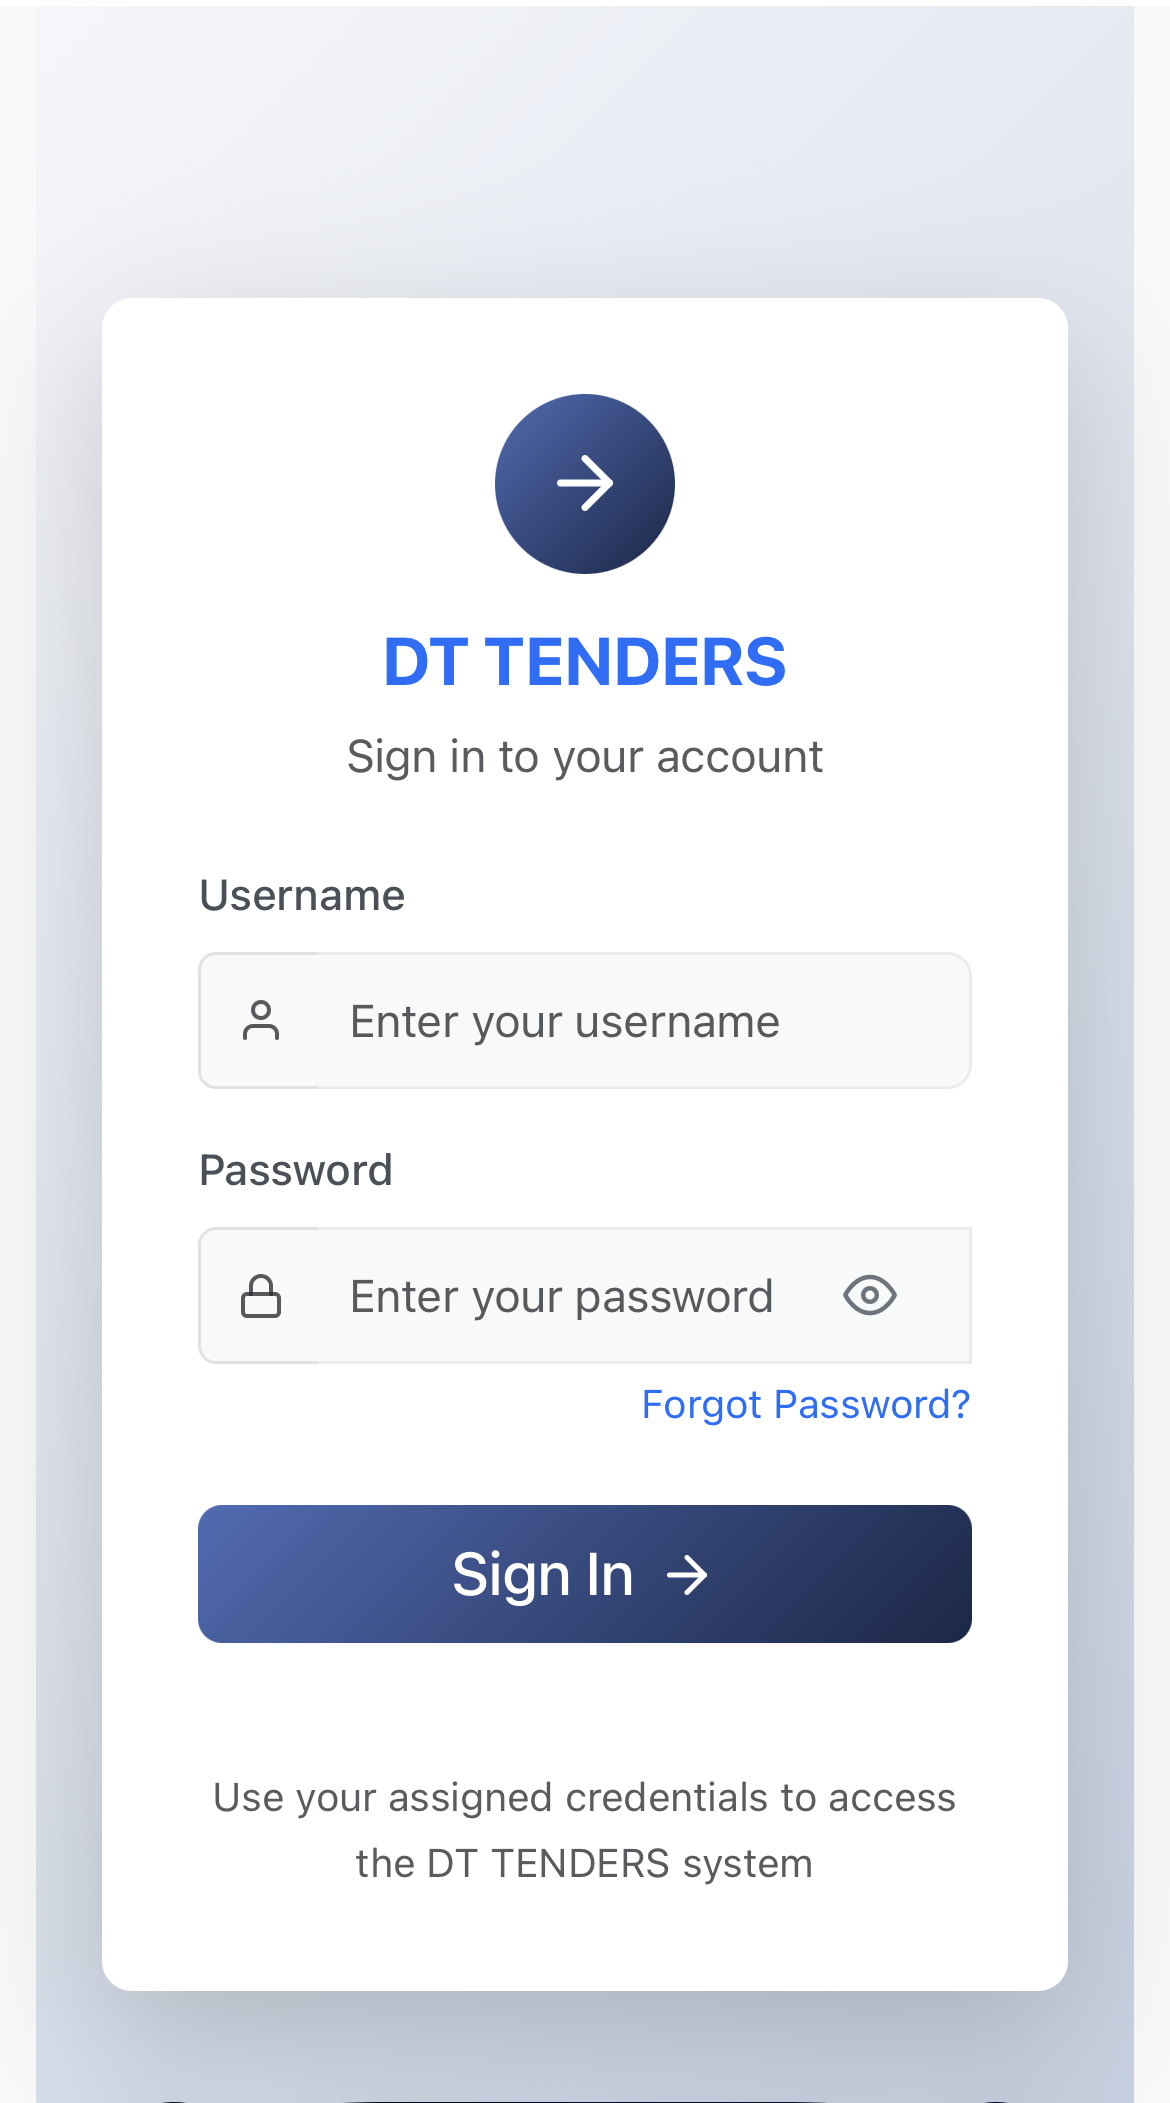 DT TENDERS
Sign in to your account
Username
Enter your username
Password
Enter your password
Forgot Password?
Sign In
Use your assigned credentials to access
the DT TENDERS system